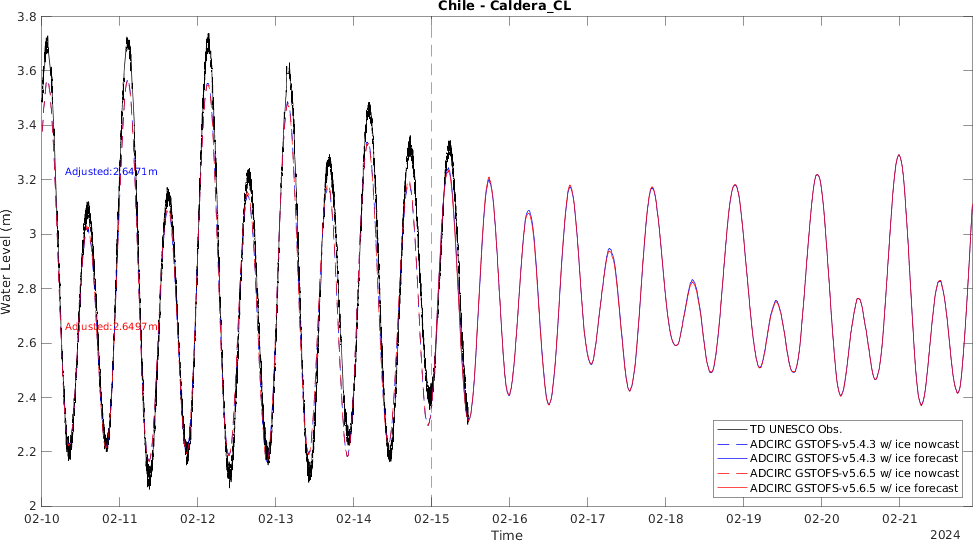 Chile - Caldera_CL
Water Level (m)
3.8
3.6
3.4
3.2
3
2.8
2.6
2.4
2.2
2
Adjusted:2.6471m
Adjusted:2.6497m
TD UNESCO Obs.
ADCIRC GSTOFS-v5.4.3 w/ ice nowcast
ADCIRC GSTOFS-v5.4.3 w/ ice forecast
ADCIRC GSTOFS-v5.6.5 w/ ice nowcast
ADCIRC GSTOFS-v5.6.5 w/ ice forecast
02-10 02-11 02-12 02-13 02-14 02-15 02-16 02-17 02-18 02-19 02-20 02-21
Time
2024